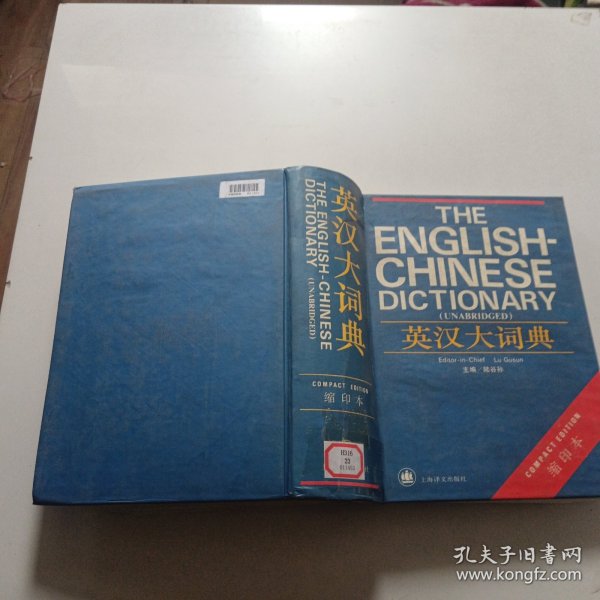 英汉大词典
THE ENGLISH-CHINESE
DICTIONARY
(UNABRIDGED)
COMPACT EDITION
缩印本
H316
22
THE
ENGLISH-
CHINESE
DICTIONARY
(UNABRIDGED)
英汉大词典
Editor-in-Chief Lu Gusun
主编/陆谷孙
COMPACT EDITION
缩印本
上海译文出版社
孔夫子旧书网
www.kongfz.com